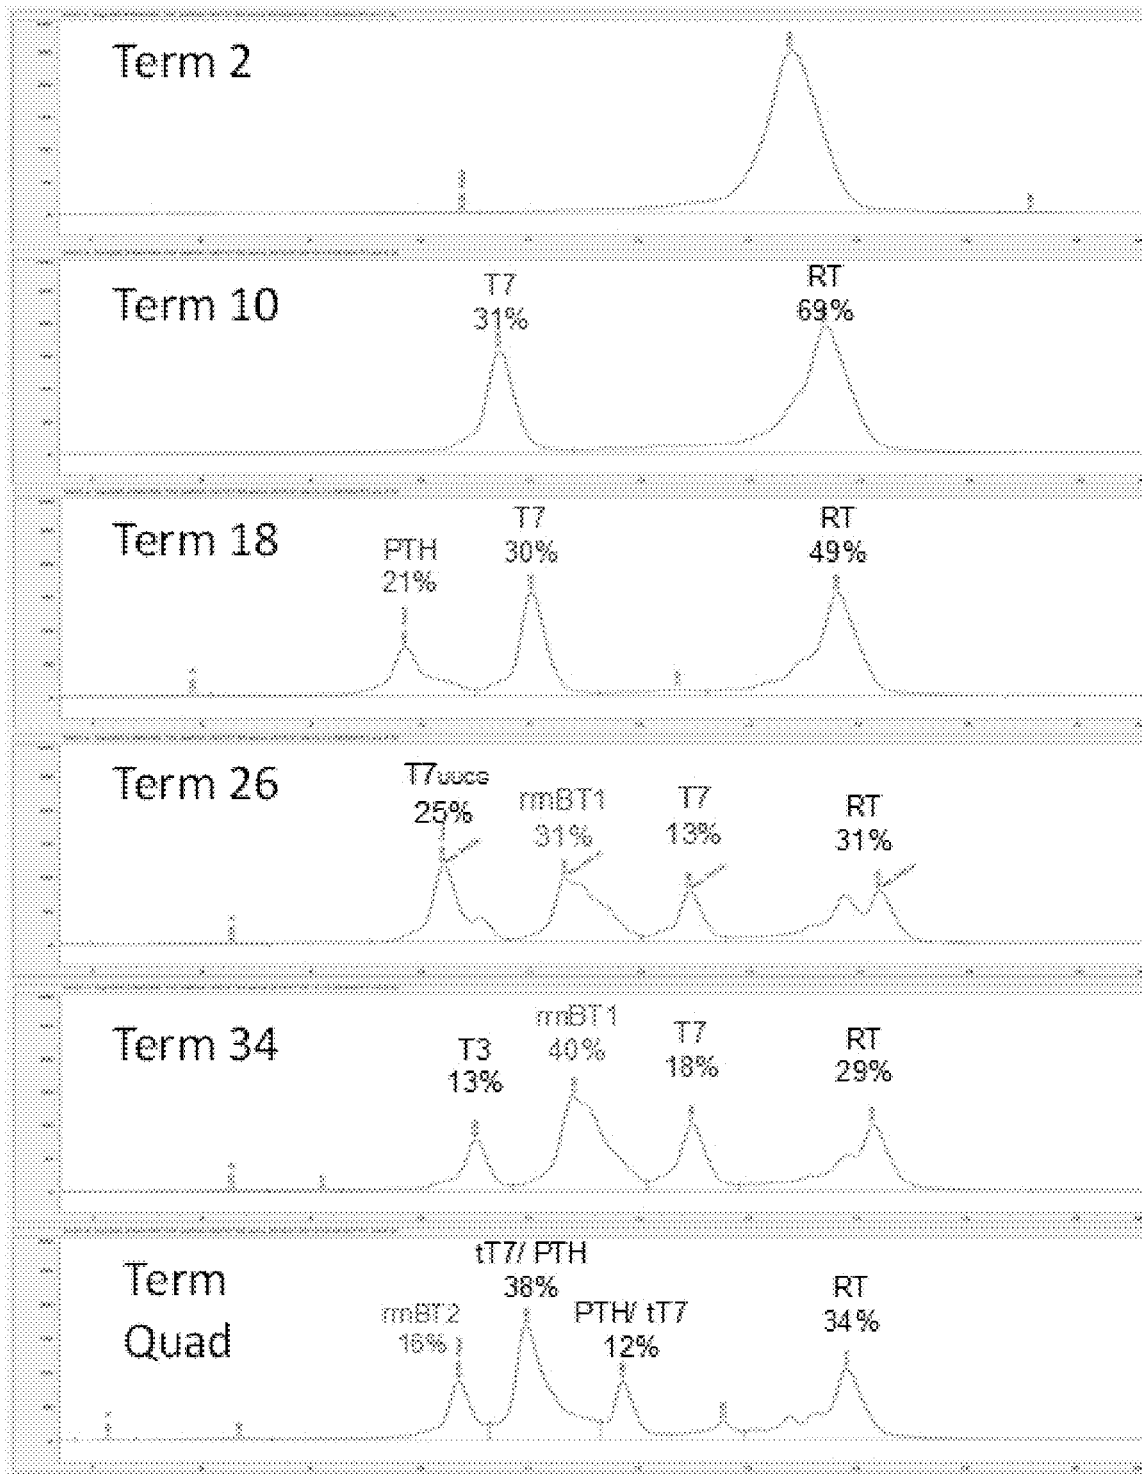 Term 2
Term 10
T7
31%
RT
69%
Term 18
PTH
21%
T7
30%
RT
49%
Term 26
T7uucg
25%
rrnBT1
31%
T7
13%
RT
31%
Term 34
T3
13%
rrnBT1
40%
T7
18%
RT
29%
Term
Quad
rrnBT2
16%
tT7/ PTH
38%
PTH/ tT7
12%
RT
34%